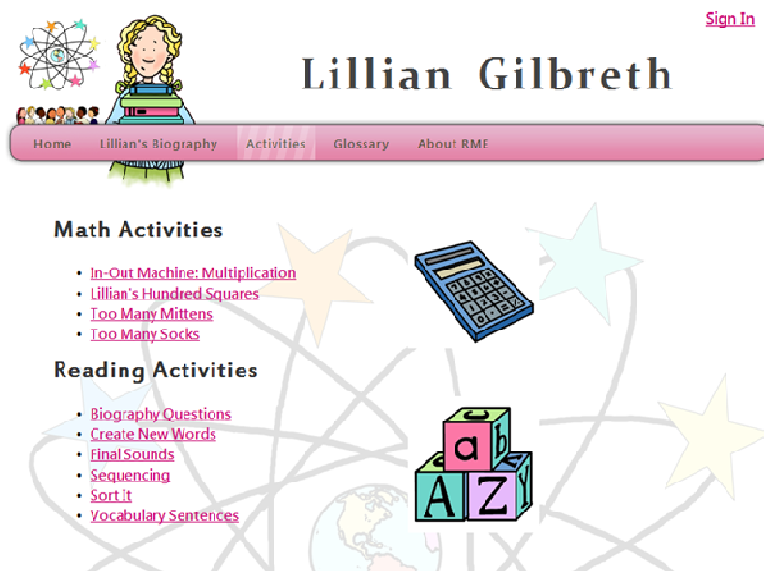 Sign In
Lillian Gilbreth
Home Lillian's Biography Activities Glossary About RME
Math Activities
In-Out Machine: Multiplication
Lillian's Hundred Squares
Too Many Mittens
Too Many Socks
Reading Activities
Biography Questions
Create New Words
Final Sounds
Sequencing
Sort It
Vocabulary Sentences
a b
A Z Y